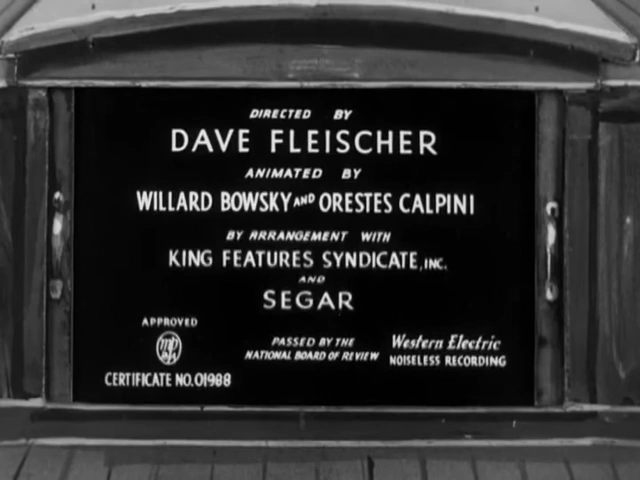 DIRECTED BY
DAVE FLEISCHER
ANIMATED BY
WILLARD BOWSKY AND ORESTES CALPINI
BY ARRANGEMENT WITH
KING FEATURES SYNDICATE, INC.
AND
SEGAR
APPROVED
CERTIFICATE NO. 01988
PASSED BY THE
NATIONAL BOARD OF REVIEW
Western Electric
NOISELESS RECORDING